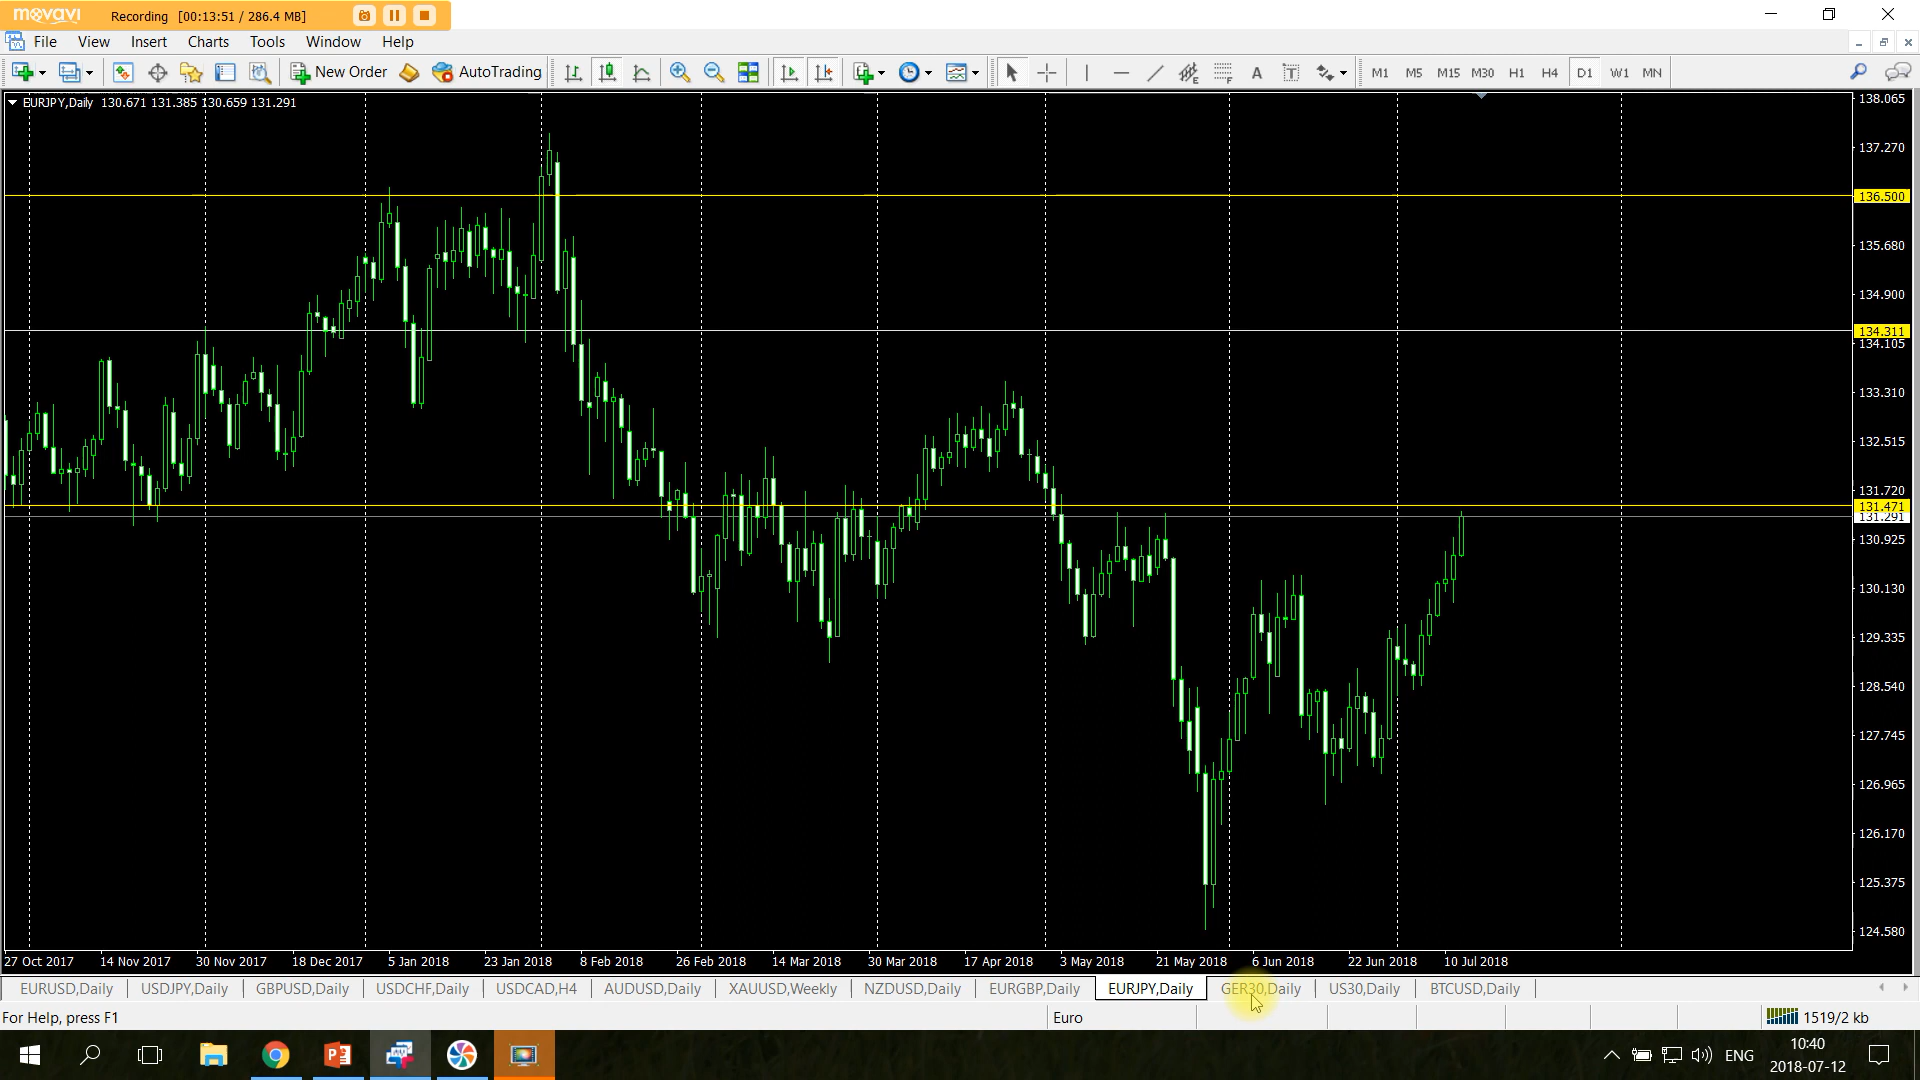 movavi Recording [00:13:51 / 286.4 MB]
File View Insert Charts Tools Window Help
New Order AutoTrading A T M1 M5 M15 M30 H1 H4 D1 W1 MN
EURJPY,Daily 130.671 131.385 130.659 131.291
138.065
137.270
136.500
135.680
134.900
134.311
134.105
133.310
132.515
131.720
131.471
131.291
130.925
130.130
129.335
128.540
127.745
126.965
126.170
125.375
124.580
27 Oct 2017 14 Nov 2017 30 Nov 2017 18 Dec 2017 5 Jan 2018 23 Jan 2018 8 Feb 2018 26 Feb 2018 14 Mar 2018 30 Mar 2018 17 Apr 2018 3 May 2018 21 May 2018 6 Jun 2018 22 Jun 2018 10 Jul 2018
EURUSD,Daily USDJPY,Daily GBPUSD,Daily USDCHF,Daily USDCAD,H4 AUDUSD,Daily XAUUSD,Weekly NZDUSD,Daily EURGBP,Daily EURJPY,Daily GER30,Daily US30,Daily BTCUSD,Daily
For Help, press F1 Euro 1519/2 kb
ENG 10:40
2018-07-12